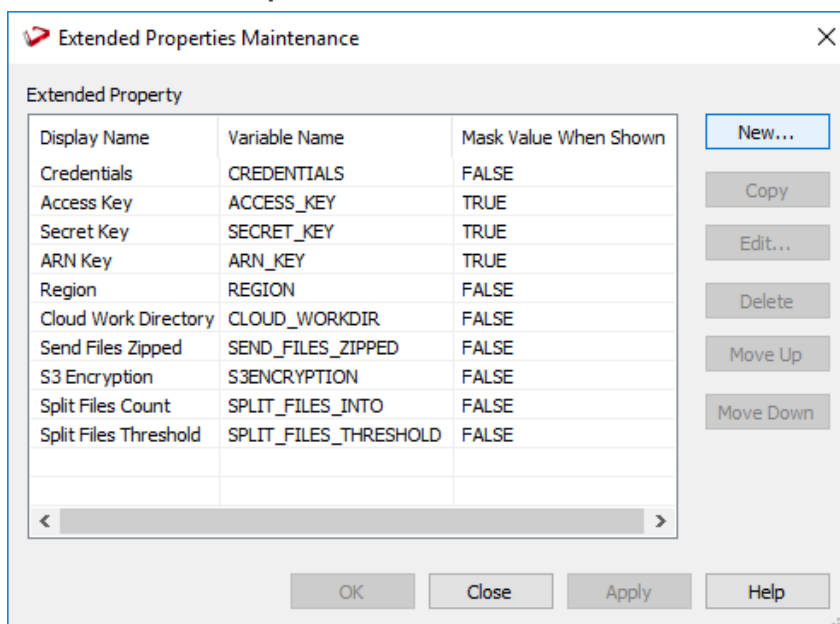 Extended Properties Maintenance
Extended Property
Display Name Variable Name Mask Value When Shown
Credentials CREDENTIALS FALSE
Access Key ACCESS_KEY TRUE
Secret Key SECRET_KEY TRUE
ARN Key ARN_KEY TRUE
Region REGION FALSE
Cloud Work Directory CLOUD_WORKDIR FALSE
Send Files Zipped SEND_FILES_ZIPPED FALSE
S3 Encryption S3ENCRYPTION FALSE
Split Files Count SPLIT_FILES_INTO FALSE
Split Files Threshold SPLIT_FILES_THRESHOLD FALSE
New...
Copy
Edit...
Delete
Move Up
Move Down
OK Close Apply Help